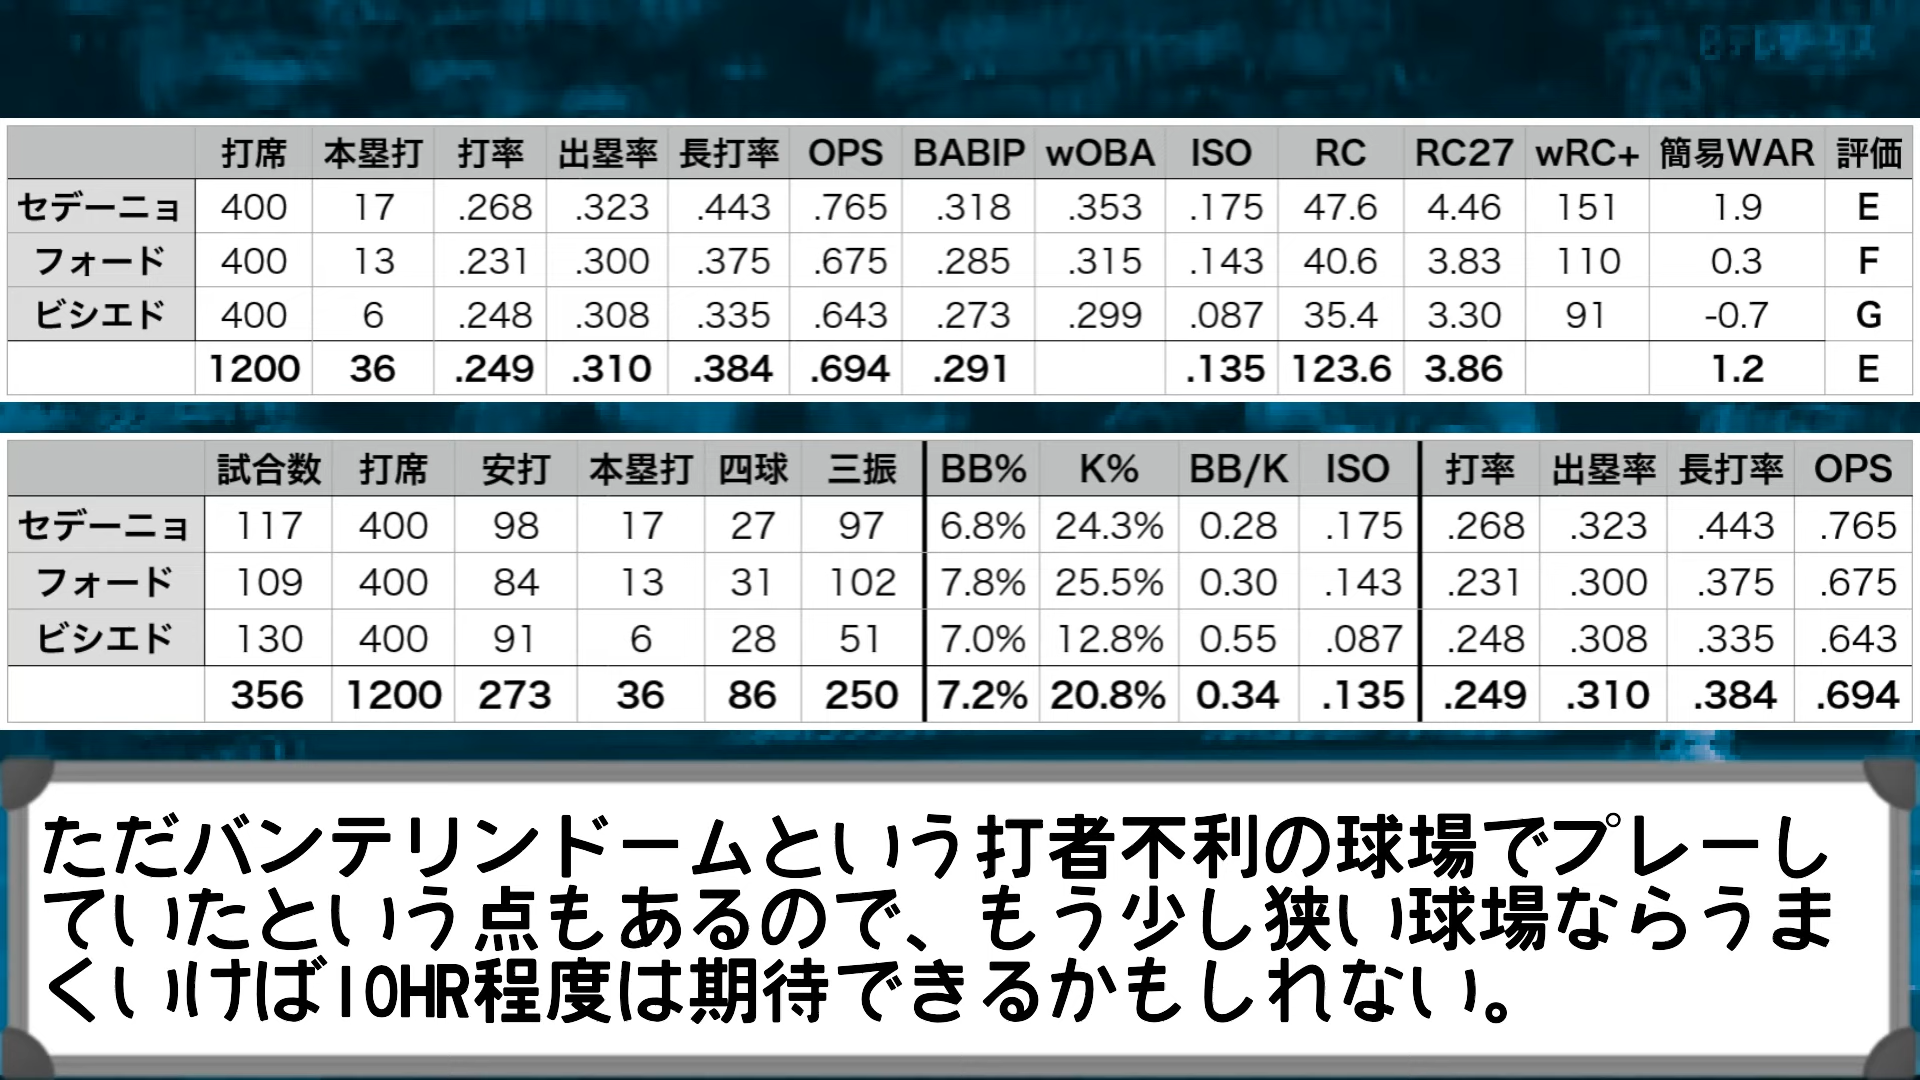 打席 本塁打 打率 出塁率 長打率 OPS BABIP wOBA ISO RC RC27 wRC+ 簡易WAR 評価
セデーニョ 400 17 .268 .323 .443 .765 .318 .353 .175 47.6 4.46 151 1.9 E
フォード 400 13 .231 .300 .375 .675 .285 .315 .143 40.6 3.83 110 0.3 F
ビシエド 400 6 .248 .308 .335 .643 .273 .299 .087 35.4 3.30 91 -0.7 G
1200 36 .249 .310 .384 .694 .291 .135 123.6 3.86 1.2 E
試合数 打席 安打 本塁打 四球 三振 BB% K% BB/K ISO 打率 出塁率 長打率 OPS
セデーニョ 117 400 98 17 27 97 6.8% 24.3% 0.28 .175 .268 .323 .443 .765
フォード 109 400 84 13 31 102 7.8% 25.5% 0.30 .143 .231 .300 .375 .675
ビシエド 130 400 91 6 28 51 7.0% 12.8% 0.55 .087 .248 .308 .335 .643
356 1200 273 36 86 250 7.2% 20.8% 0.34 .135 .249 .310 .384 .694
ただバンテリンドームという打者不利の球場でプレーし
ていたという点もあるので、もう少し狭い球場ならうま
くいけば10HR程度は期待できるかもしれない。